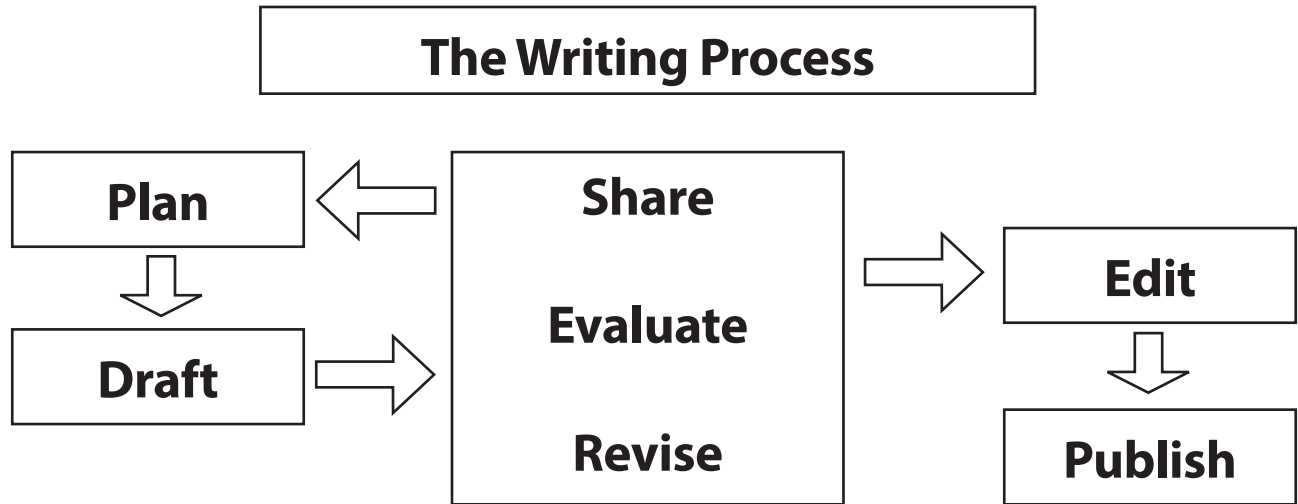 The Writing Process
Plan
Draft
Share
Evaluate
Revise
Edit
Publish